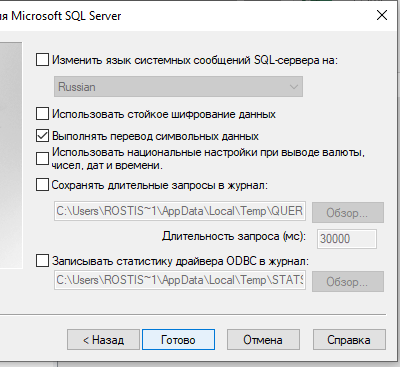 ия Microsoft SQL Server
Изменить язык системных сообщений SQL-сервера на:
Russian
Использовать стойкое шифрование данных
Выполнять перевод символьных данных
Использовать национальные настройки при выводе валюты,
чисел, дат и времени.
Сохранять длительные запросы в журнал:
C:\Users\ROSTIS~1\AppData\Local\Temp\QUER
Обзор...
Длительность запроса (мс):
30000
Записывать статистику драйвера ODBC в журнал:
C:\Users\ROSTIS~1\AppData\Local\Temp\STATS
Обзор...
< Назад
Готово
Отмена
Справка